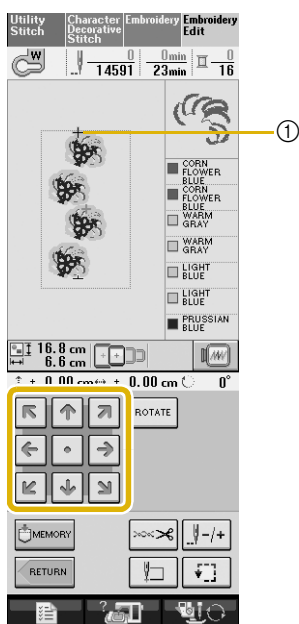 Utility Stitch
Character Decorative Stitch
Embroidery
Embroidery Edit
W
0
14591
0min
23min
0
16
1
CORN FLOWER BLUE
CORN FLOWER BLUE
WARM GRAY
WARM GRAY
LIGHT BLUE
LIGHT BLUE
PRUSSIAN BLUE
16.8 cm
6.6 cm
+ 0.00 cm
+ 0.00 cm
0°
ROTATE
MEMORY
-/+
RETURN
?